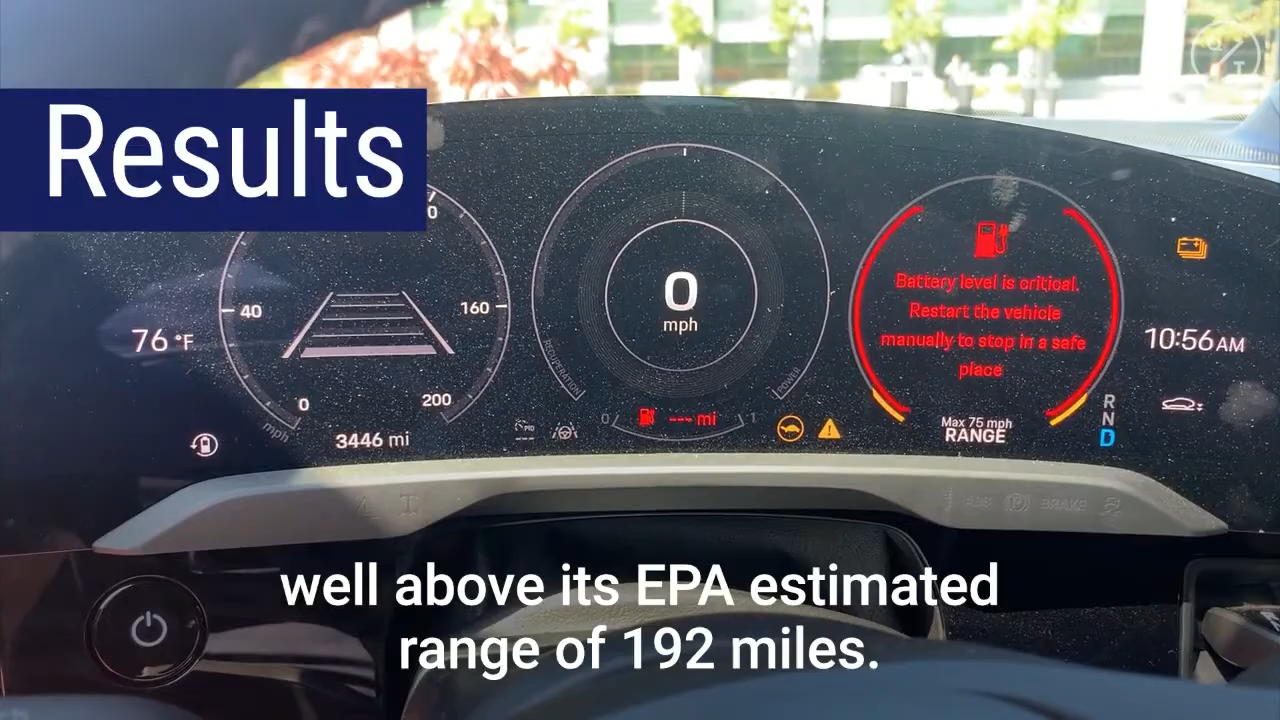 Results
0
mph
Battery level is critical.
Restart the vehicle
manually to stop in a safe
place
40
160
0
200
mph
76 °F
3446 mi
RECUPERATION
POWER
0
--- mi
1
Max 75 mph
RANGE
10:56 AM
R
N
D
ABS
BRAKE
well above its EPA estimated
range of 192 miles.